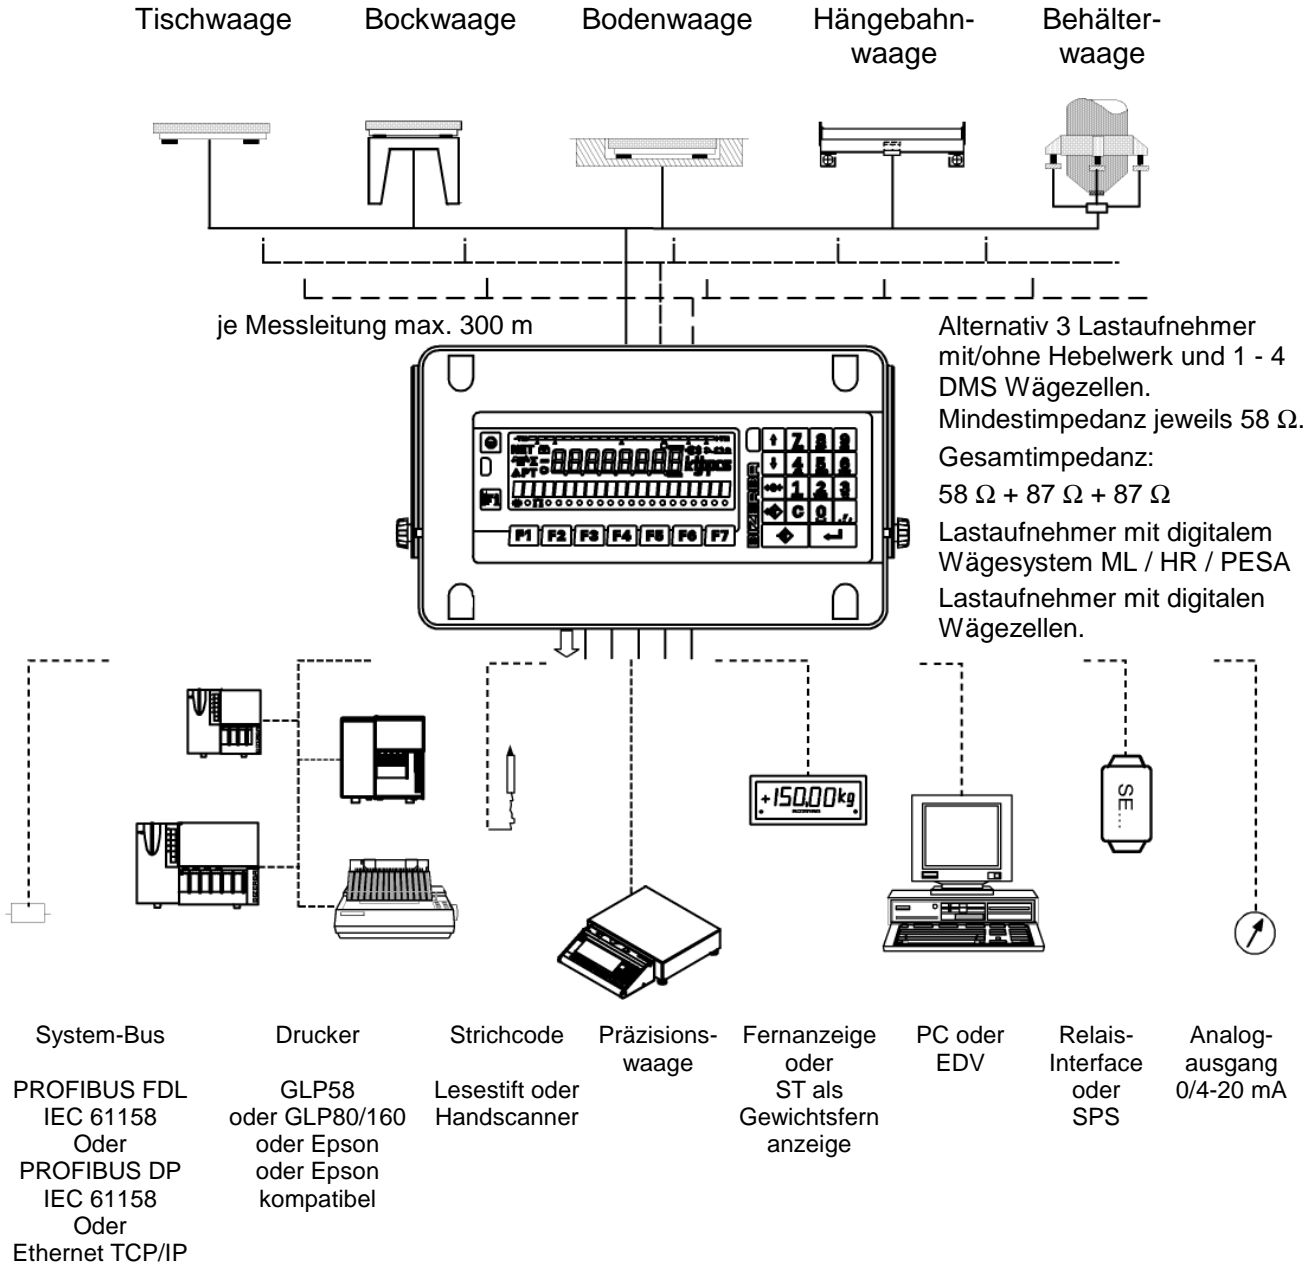 Tischwaage
Bockwaage
Bodenwaage
Hängebahn-
waage
Behälter-
waage
je Messleitung max. 300 m
Alternativ 3 Lastaufnehmer
mit/ohne Hebelwerk und 1 - 4
DMS Wägezellen.
Mindestimpedanz jeweils 58 Ω.
Gesamtimpedanz:
58 Ω + 87 Ω + 87 Ω
Lastaufnehmer mit digitalem
Wägesystem ML / HR / PESA
Lastaufnehmer mit digitalen
Wägezellen.
NET
PT
kg
BIZERBA
7 8 9
4 5 6
1 2 3
C 0
F1 F2 F3 F4 F5 F6 F7
+150,00kg
SE...
System-Bus
PROFIBUS FDL
IEC 61158
Oder
PROFIBUS DP
IEC 61158
Oder
Ethernet TCP/IP
Drucker
GLP58
oder GLP80/160
oder Epson
oder Epson
kompatibel
Strichcode
Lesestift oder
Handscanner
Präzisions-
waage
Fernanzeige
oder
ST als
Gewichtsfern
anzeige
PC oder
EDV
Relais-
Interface
oder
SPS
Analog-
ausgang
0/4-20 mA